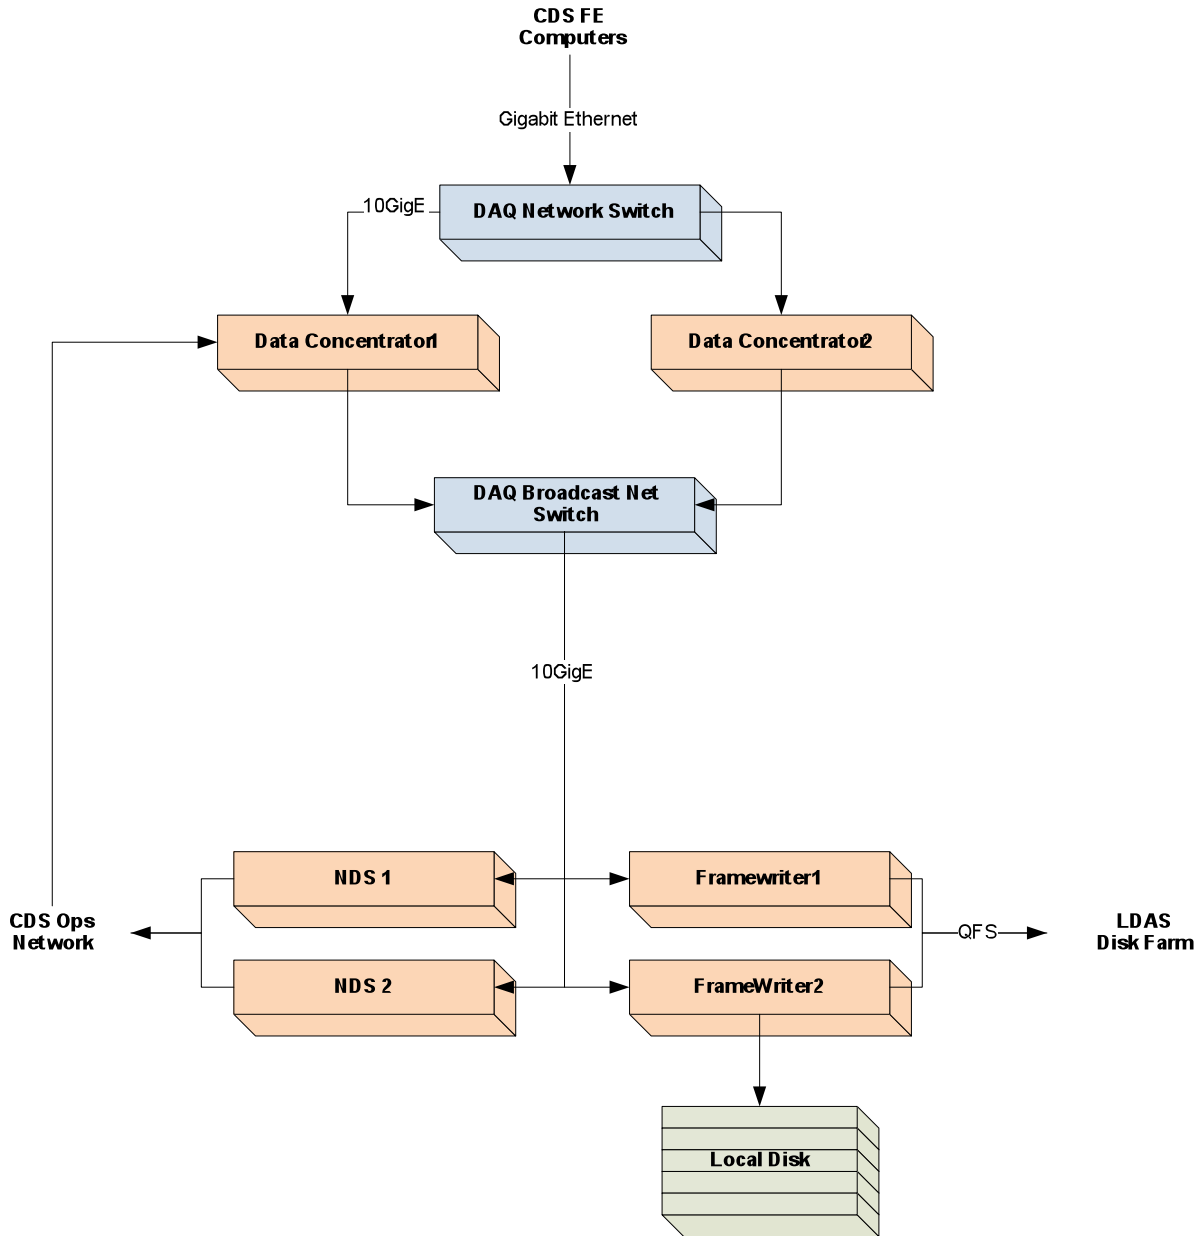 CDS FE
Computers
Gigabit Ethernet
10GigE
DAQ Network Switch
Data Concentrator1
Data Concentrator2
DAQ Broadcast Net
Switch
10GigE
NDS 1
Framewriter1
CDS Ops
Network
QFS
LDAS
Disk Farm
NDS 2
FrameWriter2
Local Disk